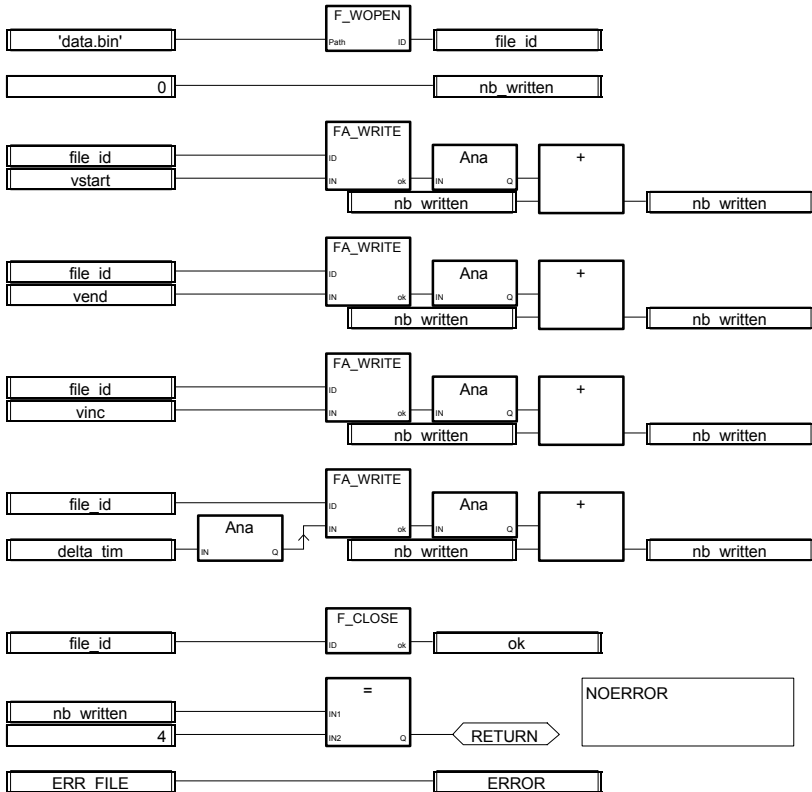 F_WOPEN
'data.bin' Path ID file_id
0 nb_written
FA_WRITE
file_id ID Ana +
vstart IN ok IN Q
nb_written nb_written
FA_WRITE
file_id ID Ana +
vend IN ok IN Q
nb_written nb_written
FA_WRITE
file_id ID Ana +
vinc IN ok IN Q
nb_written nb_written
FA_WRITE
file_id ID Ana +
Ana IN ok IN Q
delta_tim IN Q nb_written nb_written
F_CLOSE
file_id ID ok ok
= NOERROR
nb_written IN1
4 IN2 Q RETURN
ERR_FILE ERROR